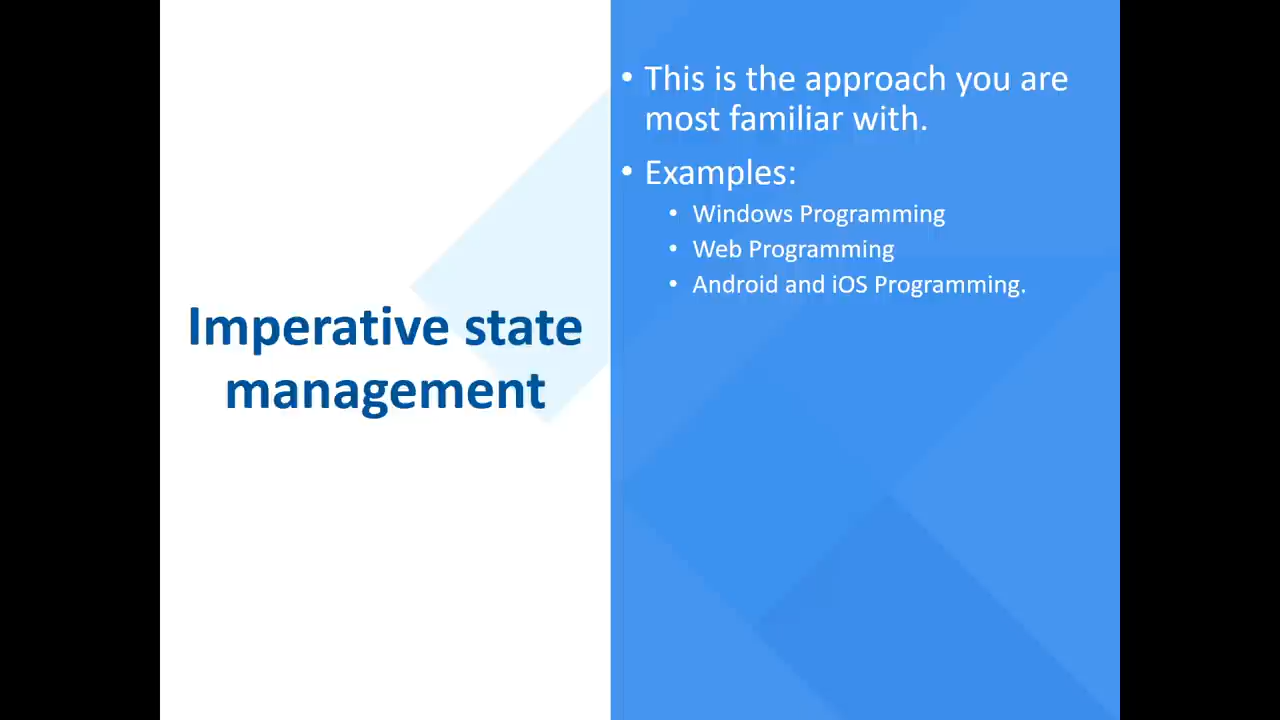 Imperative state
management
• This is the approach you are
most familiar with.
• Examples:
• Windows Programming
• Web Programming
• Android and iOS Programming.